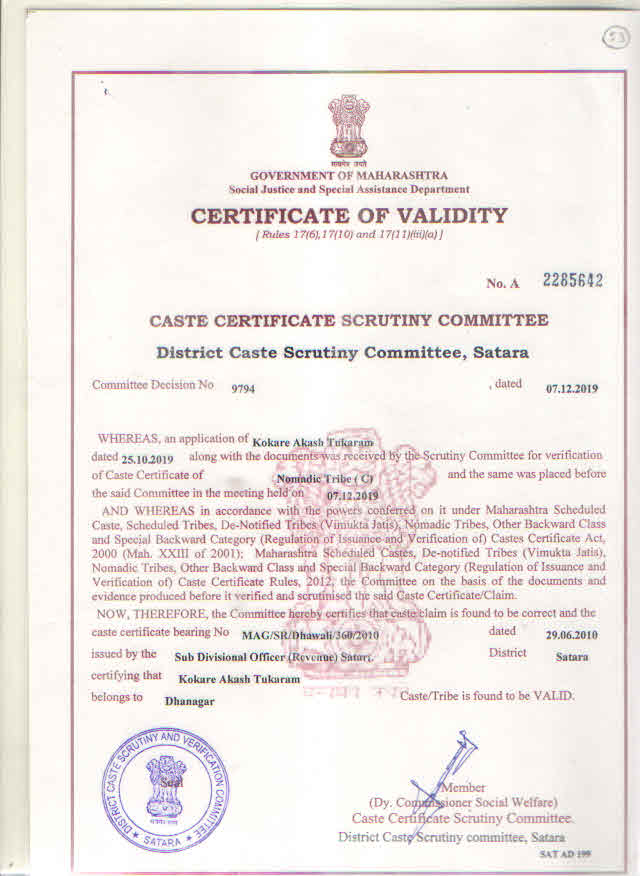 53
सत्यमेव जयते
GOVERNMENT OF MAHARASHTRA
Social Justice and Special Assistance Department
CERTIFICATE OF VALIDITY
[ Rules 17(6),17(10) and 17(11)(iii)(a) ]
No. A 2285642
CASTE CERTIFICATE SCRUTINY COMMITTEE
District Caste Scrutiny Committee, Satara
Committee Decision No 9794 , dated 07.12.2019
WHEREAS, an application of Kokare Akash Tukaram
dated 25.10.2019 along with the documents was received by the Scrutiny Committee for verification
of Caste Certificate of Nomadic Tribe ( C) and the same was placed before
the said Committee in the meeting held on 07.12.2019
AND WHEREAS in accordance with the powers conferred on it under Maharashtra Scheduled
Caste, Scheduled Tribes, De-Notified Tribes (Vimukta Jatis), Nomadic Tribes, Other Backward Class
and Special Backward Category (Regulation of Issuance and Verification of) Castes Certificate Act,
2000 (Mah. XXIII of 2001); Maharashtra Scheduled Castes, De-notified Tribes (Vimukta Jatis),
Nomadic Tribes, Other Backward Class and Special Backward Category (Regulation of Issuance and
Verification of) Caste Certificate Rules, 2012, the Committee on the basis of the documents and
evidence produced before it verified and scrutinised the said Caste Certificate/Claim.
NOW, THEREFORE, the Committee hereby certifies that caste claim is found to be correct and the
caste certificate bearing No MAG/SR/Dhawali/360/2010 dated 29.06.2010
issued by the Sub Divisional Officer (Revenue) Satara. District Satara
certifying that Kokare Akash Tukaram
belongs to Dhanagar Caste/Tribe is found to be VALID.
DISTRICT CASTE SCRUTINY AND VERIFICATION COMMITTEE
Seal
सत्यमेव जयते
★ SATARA ★
Member
(Dy. Commissioner Social Welfare)
Caste Certificate Scrutiny Committee.
District Caste Scrutiny committee, Satara
SAT AD 199